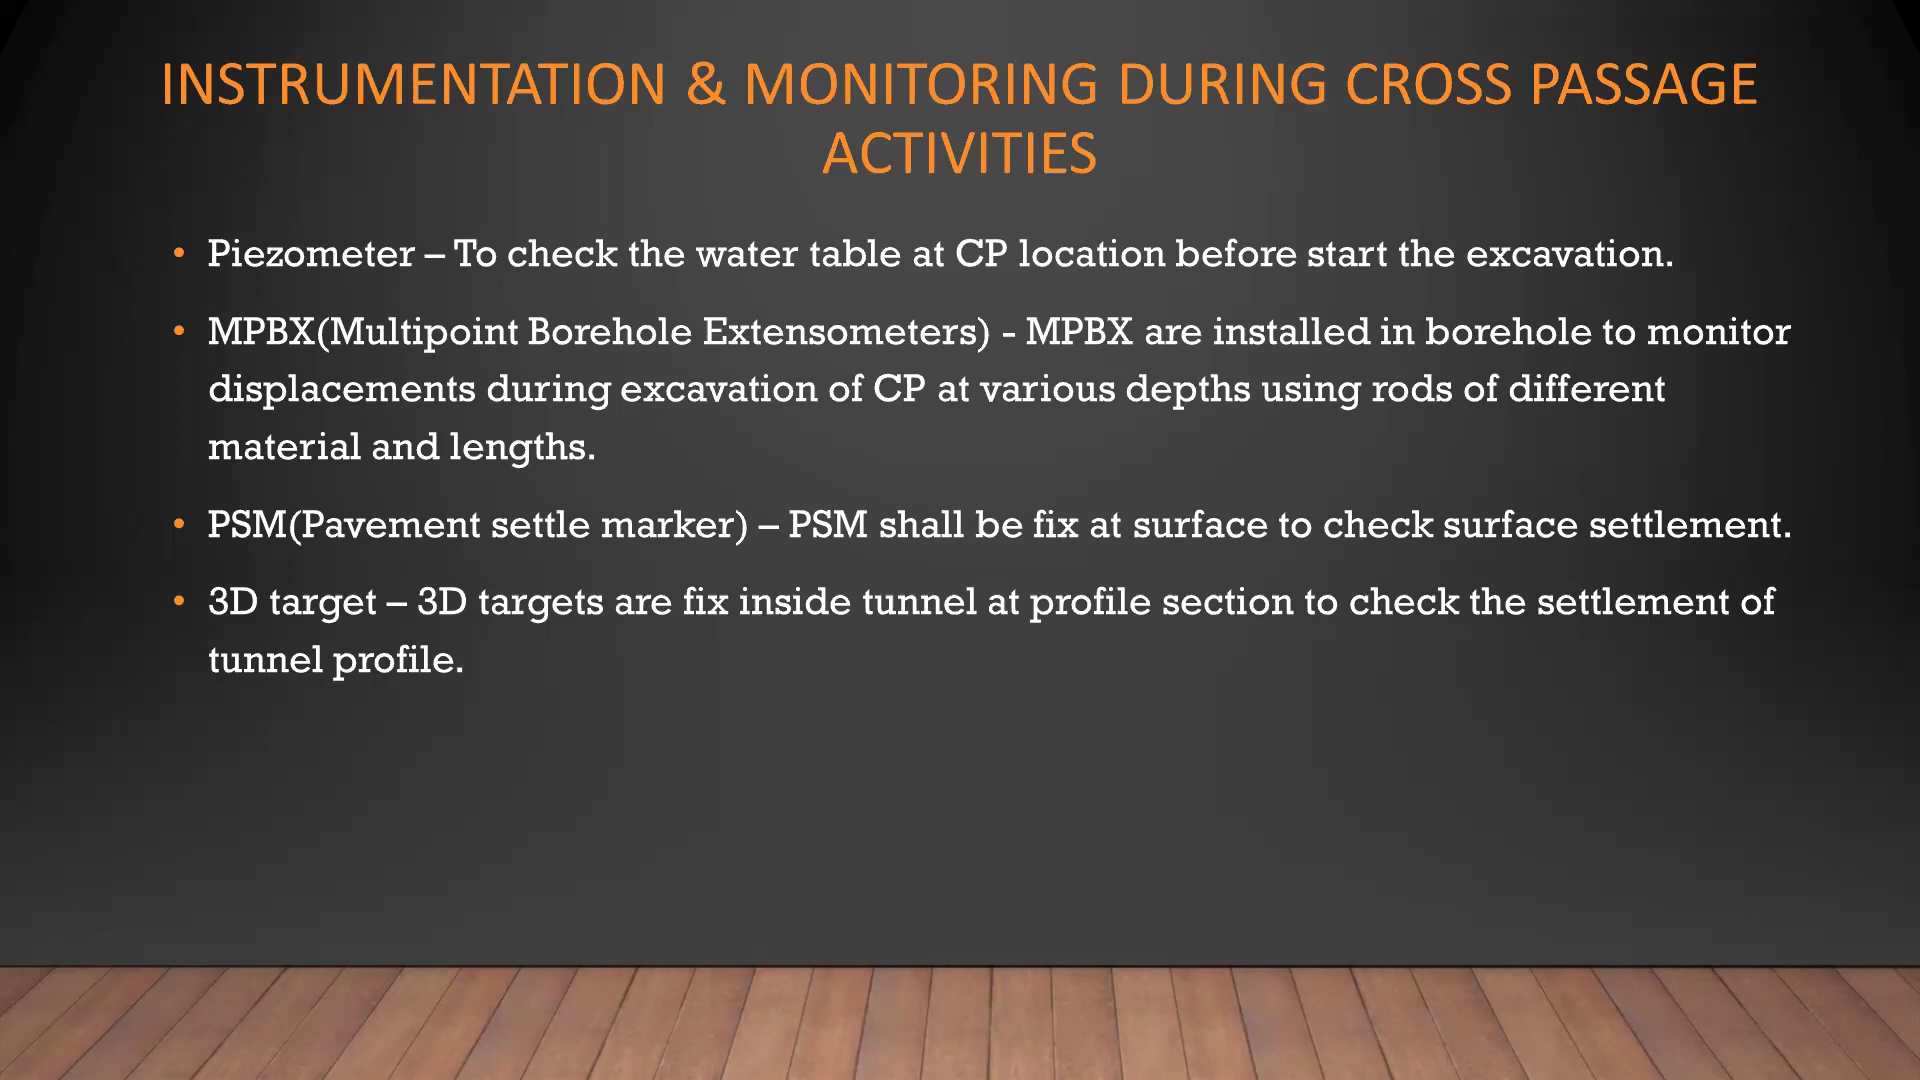 INSTRUMENTATION & MONITORING DURING CROSS PASSAGE
ACTIVITIES
• Piezometer – To check the water table at CP location before start the excavation.
• MPBX(Multipoint Borehole Extensometers) - MPBX are installed in borehole to monitor
displacements during excavation of CP at various depths using rods of different
material and lengths.
• PSM(Pavement settle marker) – PSM shall be fix at surface to check surface settlement.
• 3D target – 3D targets are fix inside tunnel at profile section to check the settlement of
tunnel profile.